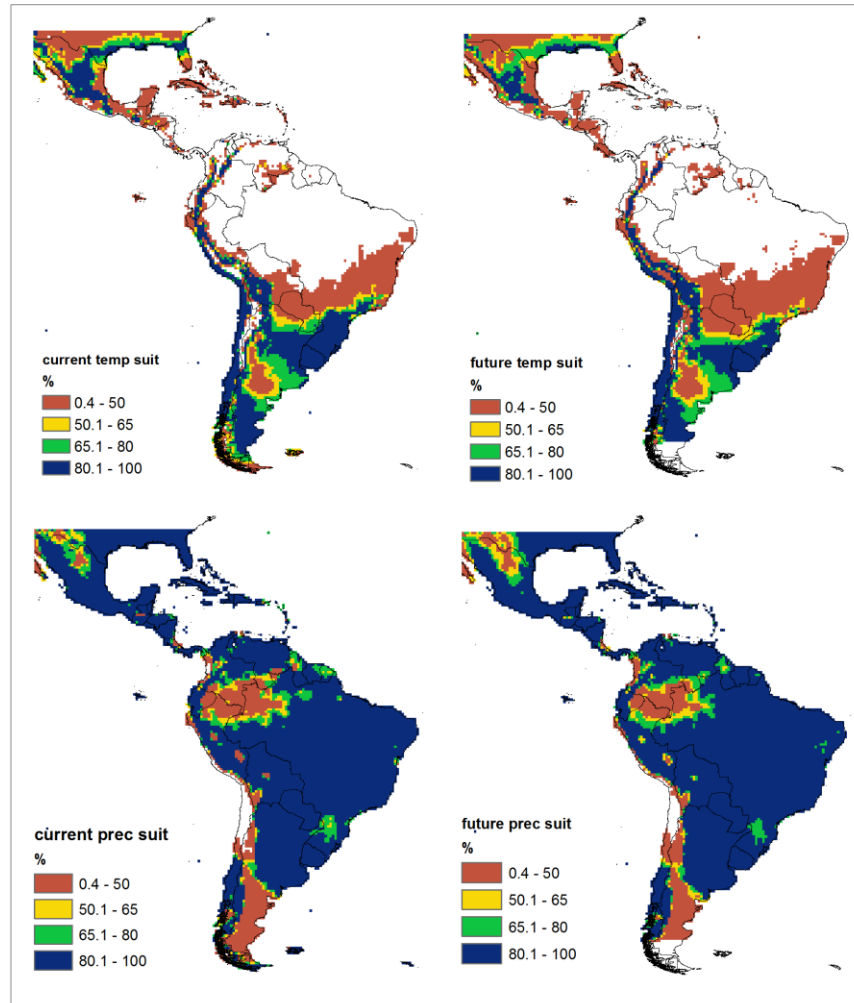 current temp suit
%
0.4 - 50
50.1 - 65
65.1 - 80
80.1 - 100
future temp suit
%
0.4 - 50
50.1 - 65
65.1 - 80
80.1 - 100
current prec suit
%
0.4 - 50
50.1 - 65
65.1 - 80
80.1 - 100
future prec suit
%
0.4 - 50
50.1 - 65
65.1 - 80
80.1 - 100